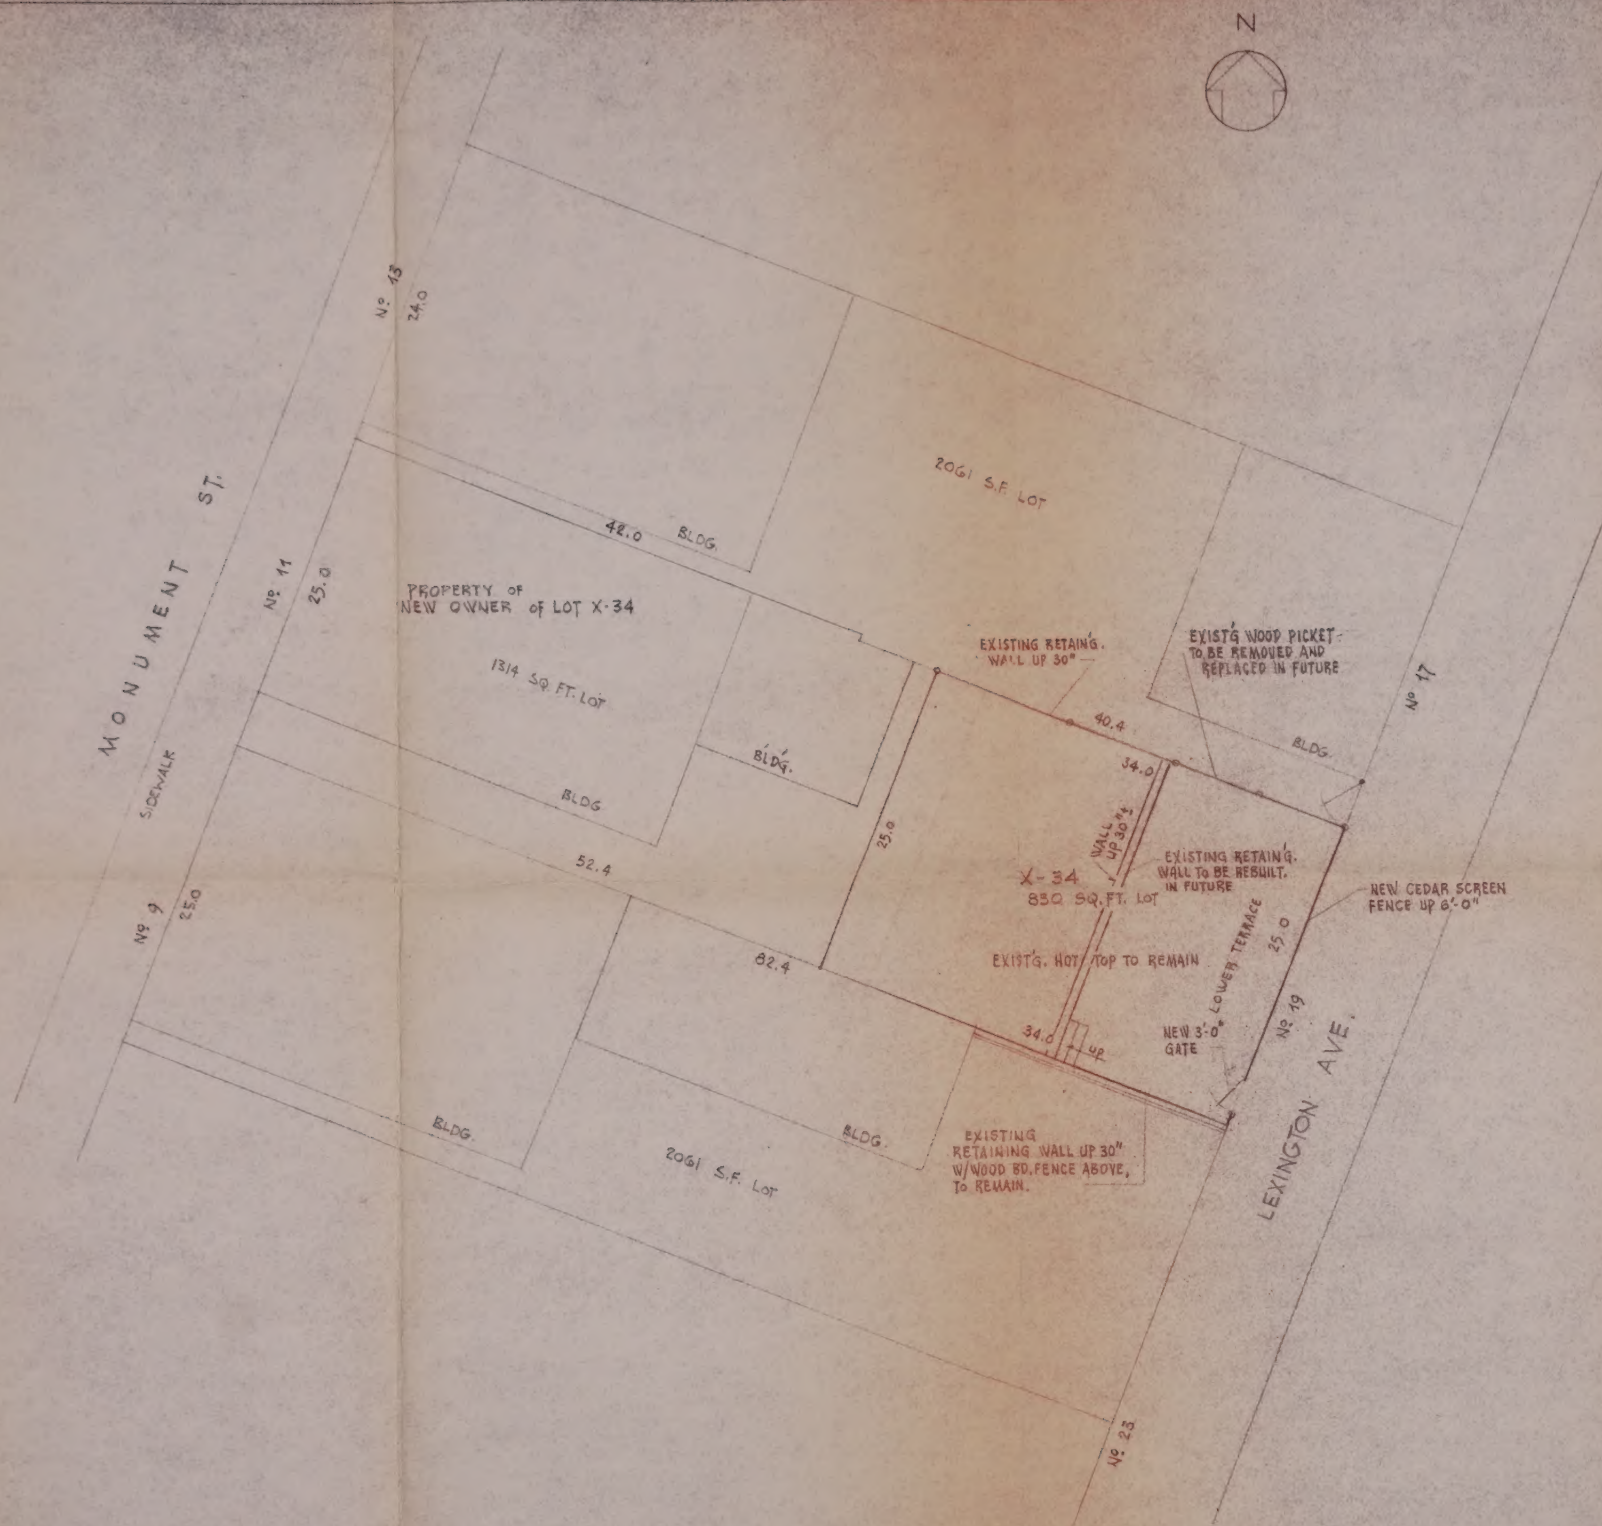 N
Nº 13
24.0
MONUMENT ST.
SIDEWALK
Nº 11
25.0
42.0
BLDG.
2061 S.F. LOT
PROPERTY OF
NEW OWNER OF LOT X-34
1314 SQ. FT. LOT
BLD'G.
BLDG
52.4
82.4
25.0
Nº 9
25.0
EXISTING RETAIN'G.
WALL UP 30"
EXIST'G WOOD PICKET
TO BE REMOVED AND
REPLACED IN FUTURE
Nº 17
40.4
BLDG.
34.0
WALL
UP 30"±
EXISTING RETAIN'G.
WALL TO BE REBUILT.
IN FUTURE
X-34
850 SQ. FT. LOT
NEW CEDAR SCREEN
FENCE UP 6'-0"
LOWER TERRACE
25.0
EXIST'G. HOT TOP TO REMAIN
Nº 19
NEW 3'-0"
GATE
34.0
UP
LEXINGTON AVE.
BLDG.
BLDG.
2061 S.F. LOT
EXISTING
RETAINING WALL UP 30"
W/WOOD BD. FENCE ABOVE,
TO REMAIN.
Nº 23